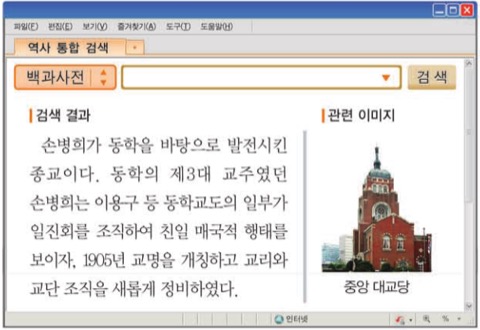 파일(F) 편집(E) 보기(V) 즐겨찾기(A) 도구(T) 도움말(H)
역사 통합 검색
백과사전
검 색
검색 결과
손병희가 동학을 바탕으로 발전시킨
종교이다. 동학의 제3대 교주였던
손병희는 이용구 등 동학교도의 일부가
일진회를 조직하여 친일 매국적 행태를
보이자, 1905년 교명을 개칭하고 교리와
교단 조직을 새롭게 정비하였다.
관련 이미지
중앙 대교당
인터넷